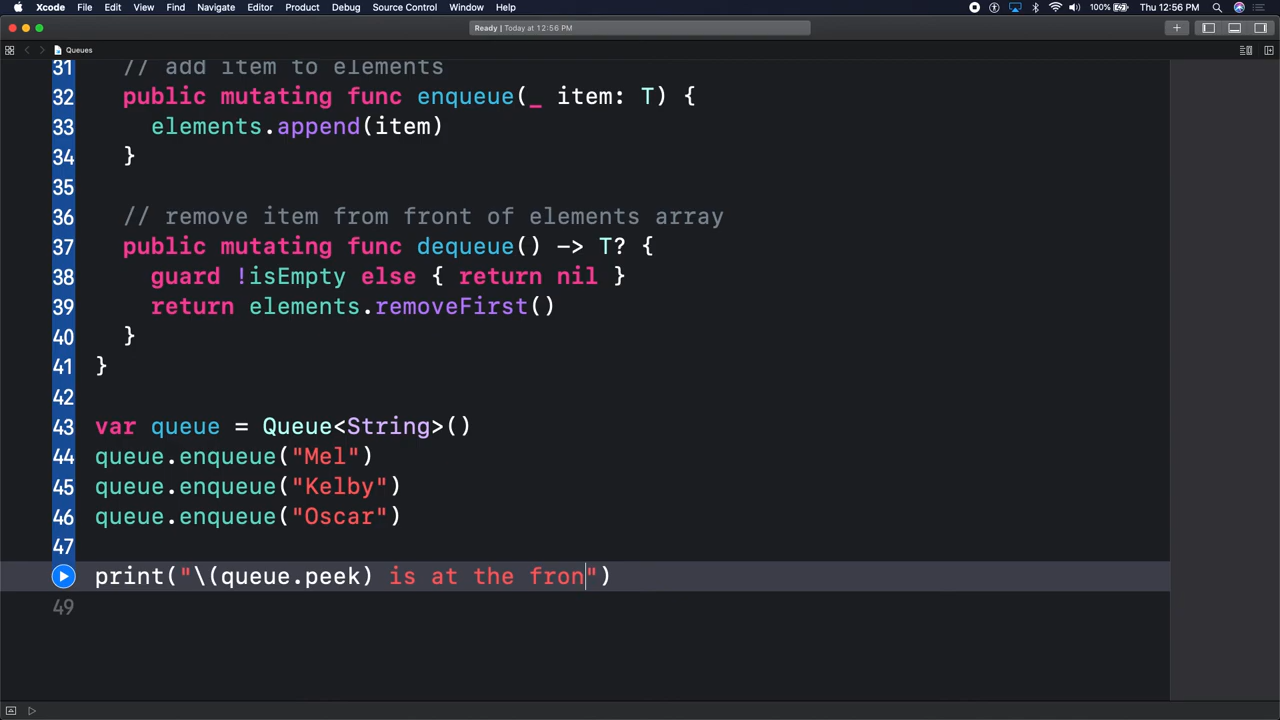 Xcode File Edit View Find Navigate Editor Product Debug Source Control Window Help 100% Thu 12:56 PM
Ready | Today at 12:56 PM
Queues
31 // add item to elements
32 public mutating func enqueue(_ item: T) {
33 elements.append(item)
34 }
35
36 // remove item from front of elements array
37 public mutating func dequeue() -> T? {
38 guard !isEmpty else { return nil }
39 return elements.removeFirst()
40 }
41 }
42
43 var queue = Queue<String>()
44 queue.enqueue("Mel")
45 queue.enqueue("Kelby")
46 queue.enqueue("Oscar")
47
print("\(queue.peek) is at the fron")
49